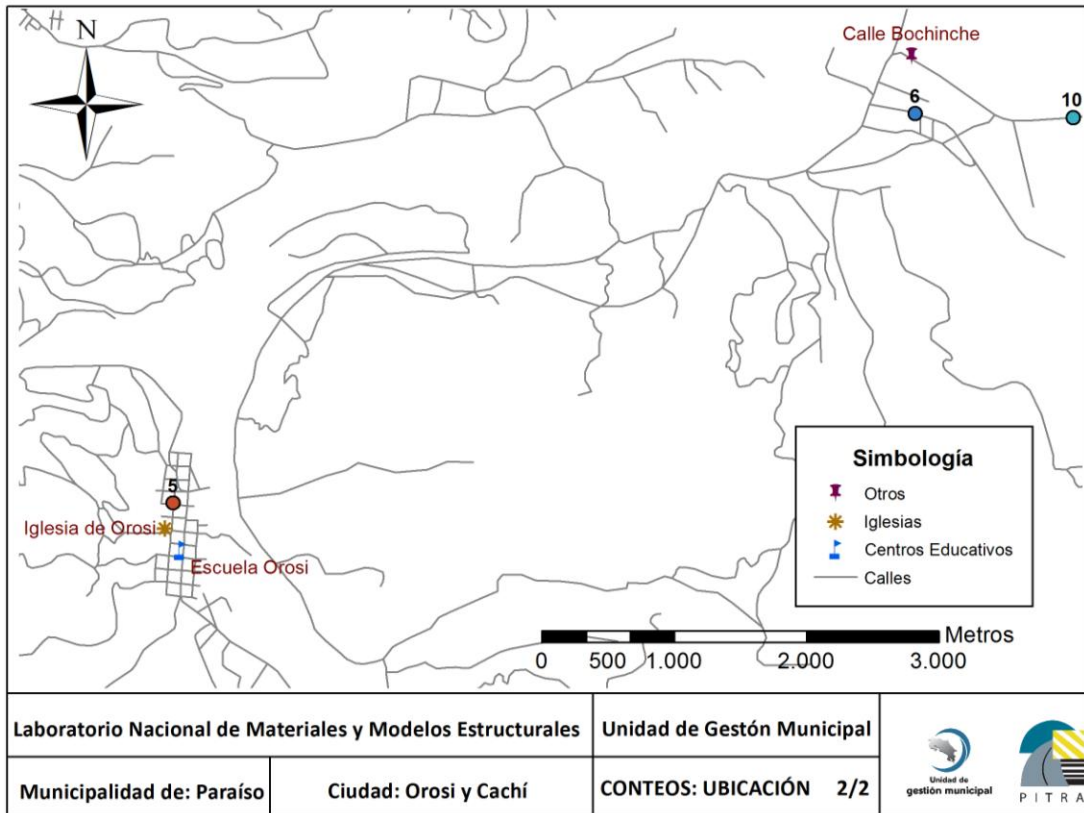 N
Calle Bochinche
6
10
5
Iglesia de Orosi
Escuela Orosi
Simbología
Otros
Iglesias
Centros Educativos
Calles
Metros
0 500 1.000 2.000 3.000
Laboratorio Nacional de Materiales y Modelos Estructurales
Unidad de Gestión Municipal
Municipalidad de: Paraíso
Ciudad: Orosi y Cachí
CONTEOS: UBICACIÓN 2/2
Unidad de
gestión municipal
PITRA